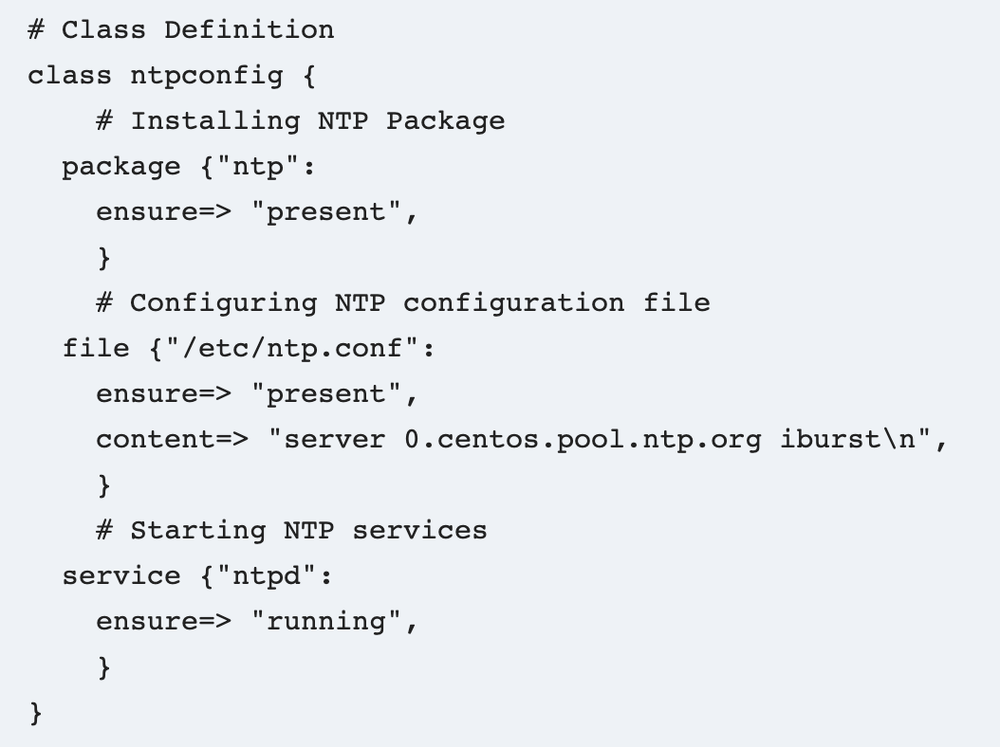 # Class Definition
class ntpconfig {
    # Installing NTP Package
  package {"ntp":
    ensure=> "present",
    }
    # Configuring NTP configuration file
  file {"/etc/ntp.conf":
    ensure=> "present",
    content=> "server 0.centos.pool.ntp.org iburst\n",
    }
    # Starting NTP services
  service {"ntpd":
    ensure=> "running",
    }
}